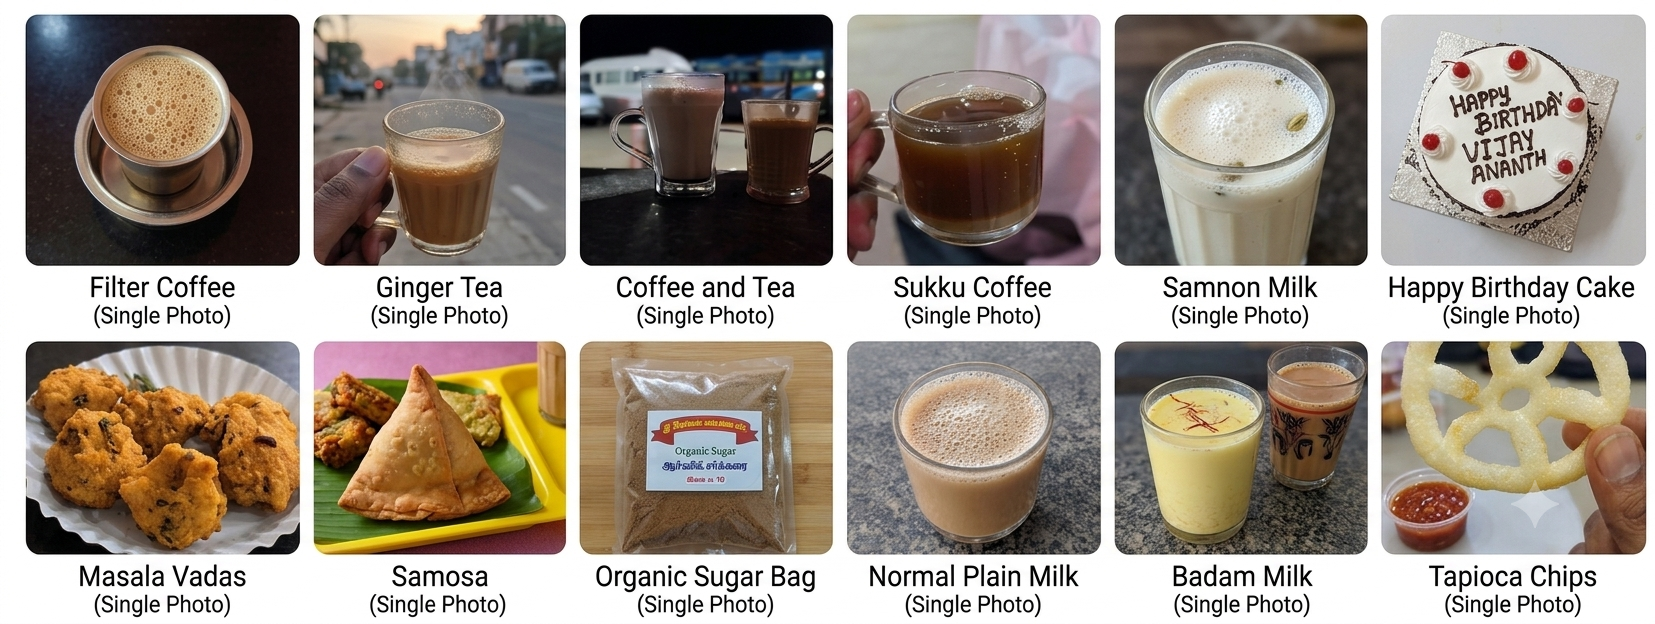 HAPPY
BIRTHDAY
VIJAY
ANANTH
Filter Coffee
(Single Photo)
Ginger Tea
(Single Photo)
Coffee and Tea
(Single Photo)
Sukku Coffee
(Single Photo)
Samnon Milk
(Single Photo)
Happy Birthday Cake
(Single Photo)
Organic Sugar
Masala Vadas
(Single Photo)
Samosa
(Single Photo)
Organic Sugar Bag
(Single Photo)
Normal Plain Milk
(Single Photo)
Badam Milk
(Single Photo)
Tapioca Chips
(Single Photo)